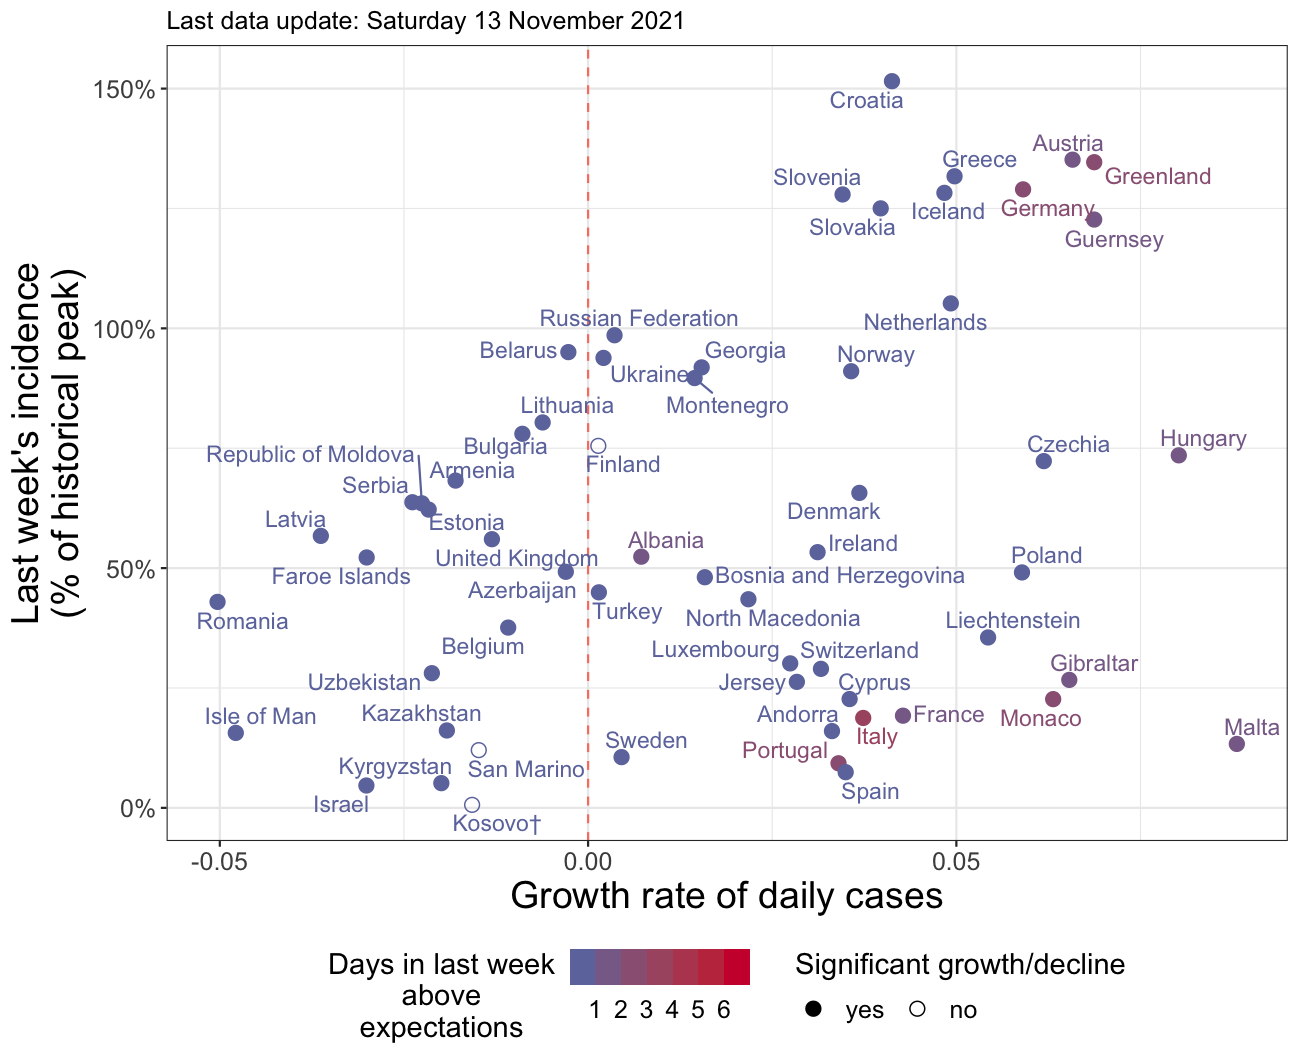 Last data update: Saturday 13 November 2021
Last week's incidence
(% of historical peak)
150%
100%
50%
0%
Croatia
Austria
Greece
Greenland
Slovenia
Germany
Iceland
Slovakia
Guernsey
Russian Federation
Netherlands
Belarus
Georgia
Norway
Ukraine
Lithuania
Montenegro
Bulgaria
Czechia
Hungary
Republic of Moldova
Finland
Armenia
Serbia
Denmark
Latvia
Estonia
Albania
Ireland
United Kingdom
Poland
Faroe Islands
Bosnia and Herzegovina
Azerbaijan
Turkey
North Macedonia
Romania
Liechtenstein
Belgium
Luxembourg
Switzerland
Gibraltar
Uzbekistan
Jersey
Cyprus
Isle of Man
Kazakhstan
Andorra
France
Monaco
Malta
Italy
Sweden
Portugal
Kyrgyzstan
San Marino
Spain
Israel
Kosovo†
-0.05
0.00
0.05
Growth rate of daily cases
Days in last week
above
expectations
1 2 3 4 5 6
Significant growth/decline
yes
no